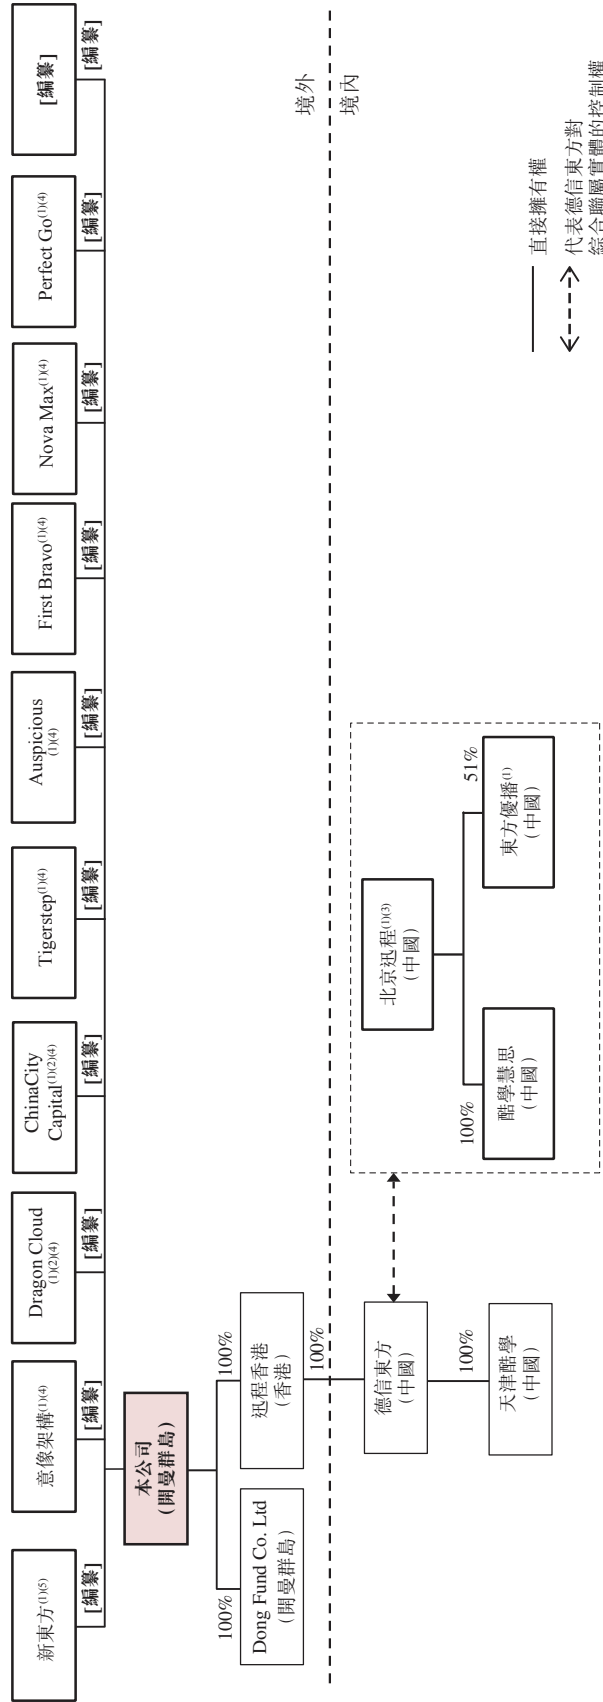 新東方(1)(5)
[編纂]
意像架構(1)(4)
[編纂]
Dragon Cloud
(1)(2)(4)
[編纂]
ChinaCity
Capital(1)(2)(4)
[編纂]
Tigerstep(1)(4)
[編纂]
Auspicious
(1)(4)
[編纂]
First Bravo(1)(4)
[編纂]
Nova Max(1)(4)
[編纂]
Perfect Go(1)(4)
[編纂]
[編纂]
[編纂]
本公司
(開曼群島)
100%
100%
Dong Fund Co. Ltd
(開曼群島)
迅程香港
(香港)
100%
境外
境內
德信東方
(中國)
100%
天津酷學
(中國)
北京迅程(1)(3)
(中國)
100%
51%
酷學慧思
(中國)
東方優播(1)
(中國)
直接擁有權
代表德信東方對
綜合聯屬實體的控制權